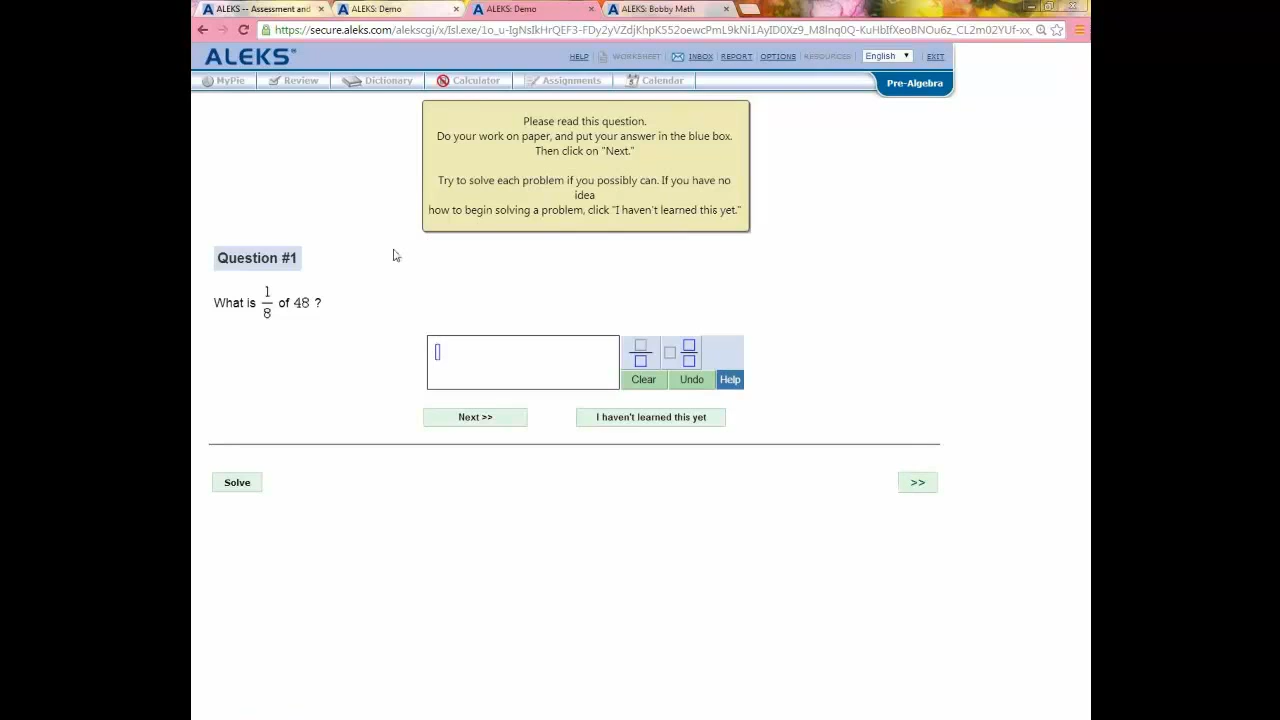 ALEKS -- Assessment and
ALEKS: Demo
ALEKS: Demo
ALEKS: Bobby Math
ALEKS
HELP WORKSHEET INBOX REPORT OPTIONS RESOURCES English EXIT
MyPie Review Dictionary Calculator Assignments Calendar
Pre-Algebra
Please read this question.
Do your work on paper, and put your answer in the blue box.
Then click on "Next."
Try to solve each problem if you possibly can. If you have no
idea
how to begin solving a problem, click "I haven't learned this yet."
Question #1
What is 1/8 of 48 ?
Clear Undo Help
Next >> I haven't learned this yet
Solve >>